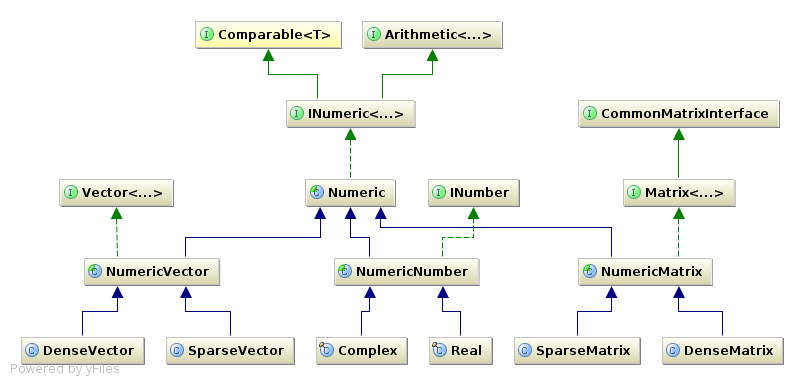 Comparable<T>
Arithmetic<...>
INumeric<...>
CommonMatrixInterface
Vector<...>
Numeric
INumber
Matrix<...>
NumericVector
NumericNumber
NumericMatrix
DenseVector
SparseVector
Complex
Real
SparseMatrix
DenseMatrix
Powered by yFiles